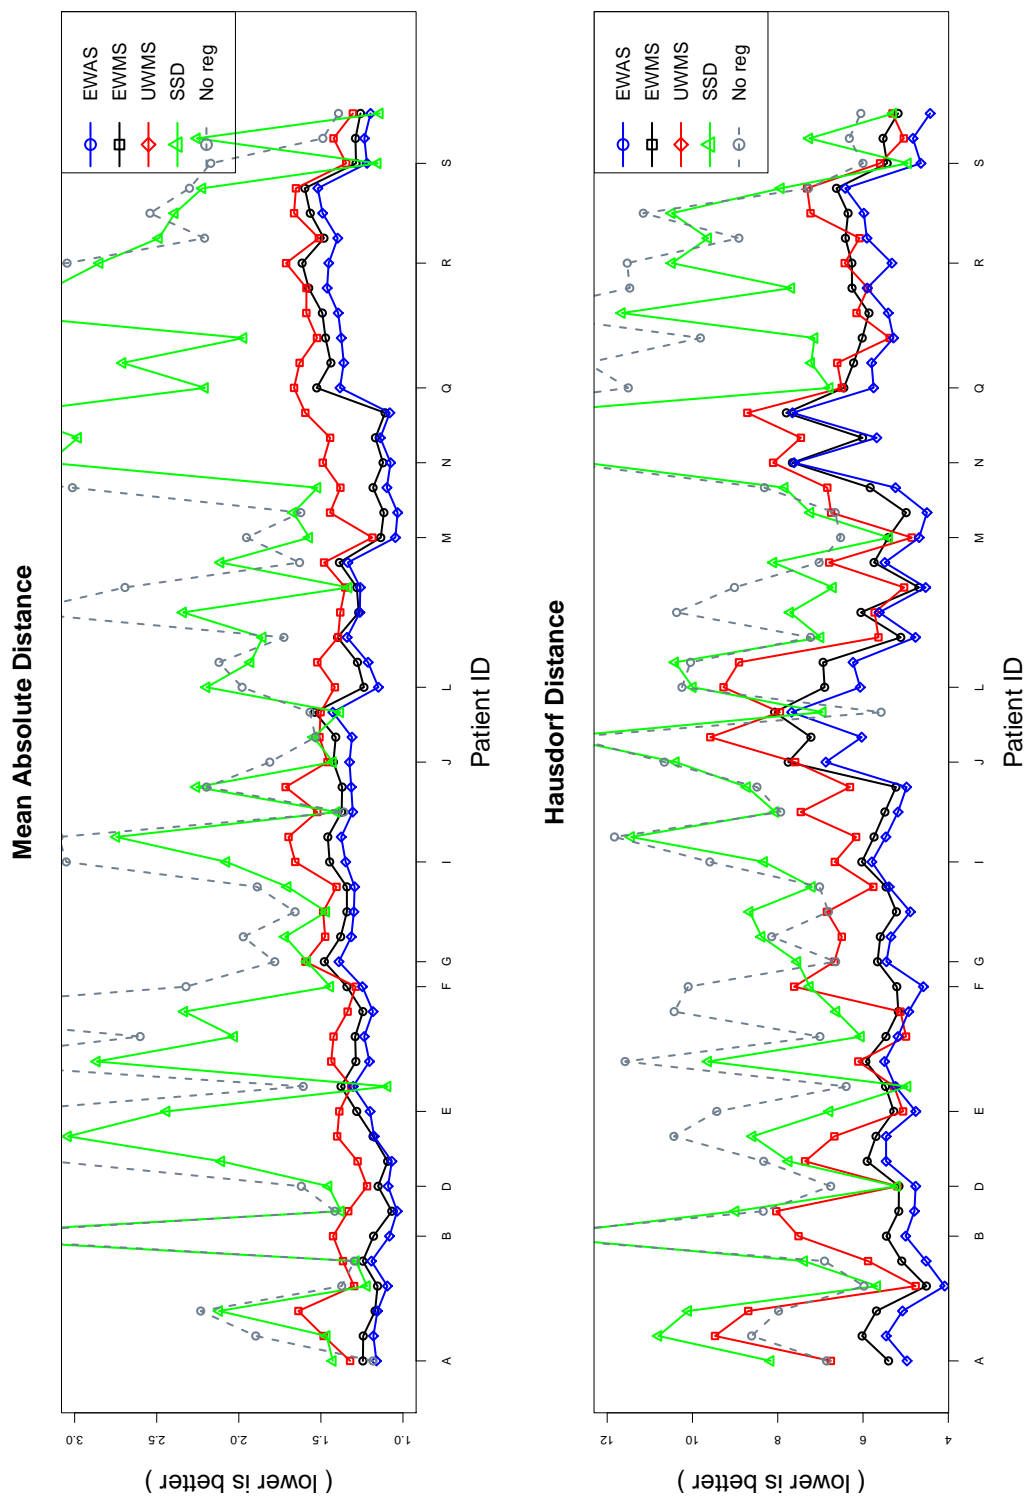 Mean Absolute Distance
EWAS
EWMS
UWMS
SSD
No reg
3.0
2.5
2.0
1.5
1.0
( lower is better )
A
B
D
E
F
G
I
J
L
M
N
Q
R
S
Patient ID
Hausdorf Distance
EWAS
EWMS
UWMS
SSD
No reg
12
10
8
6
4
( lower is better )
A
B
D
E
F
G
I
J
L
M
N
Q
R
S
Patient ID